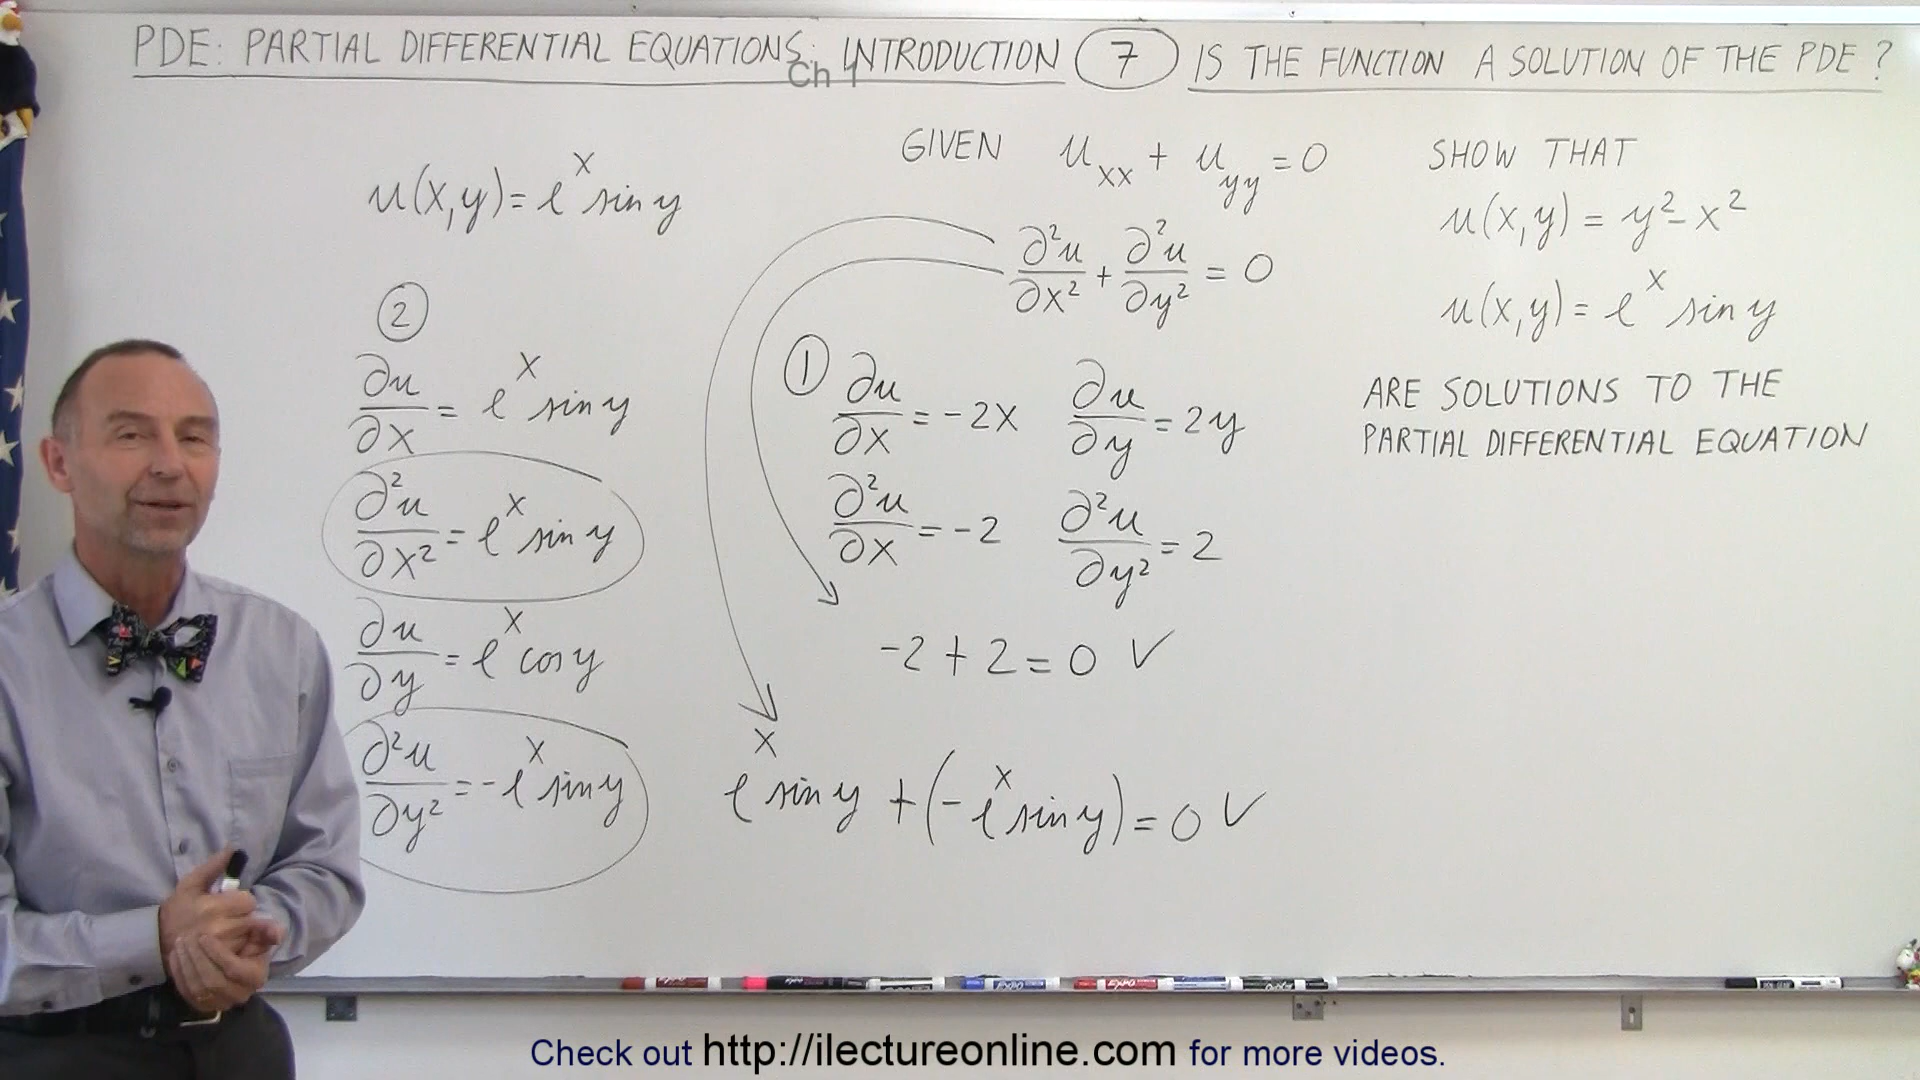 PDE: PARTIAL DIFFERENTIAL EQUATIONS: INTRODUCTION ⑦ IS THE FUNCTION A SOLUTION OF THE PDE?
Ch 1
u(x,y) = e^x sin y
②
∂u/∂x = e^x sin y
∂²u/∂x² = e^x sin y
∂u/∂y = e^x cos y
∂²u/∂y² = -e^x sin y
GIVEN u_xx + u_yy = 0
∂²u/∂x² + ∂²u/∂y² = 0
① ∂u/∂x = -2x ∂u/∂y = 2y
∂²u/∂x = -2 ∂²u/∂y² = 2
-2 + 2 = 0 ✓
e^x sin y + (-e^x sin y) = 0 ✓
SHOW THAT
u(x,y) = y² - x²
u(x,y) = e^x sin y
ARE SOLUTIONS TO THE
PARTIAL DIFFERENTIAL EQUATION
Check out http://ilectureonline.com for more videos.